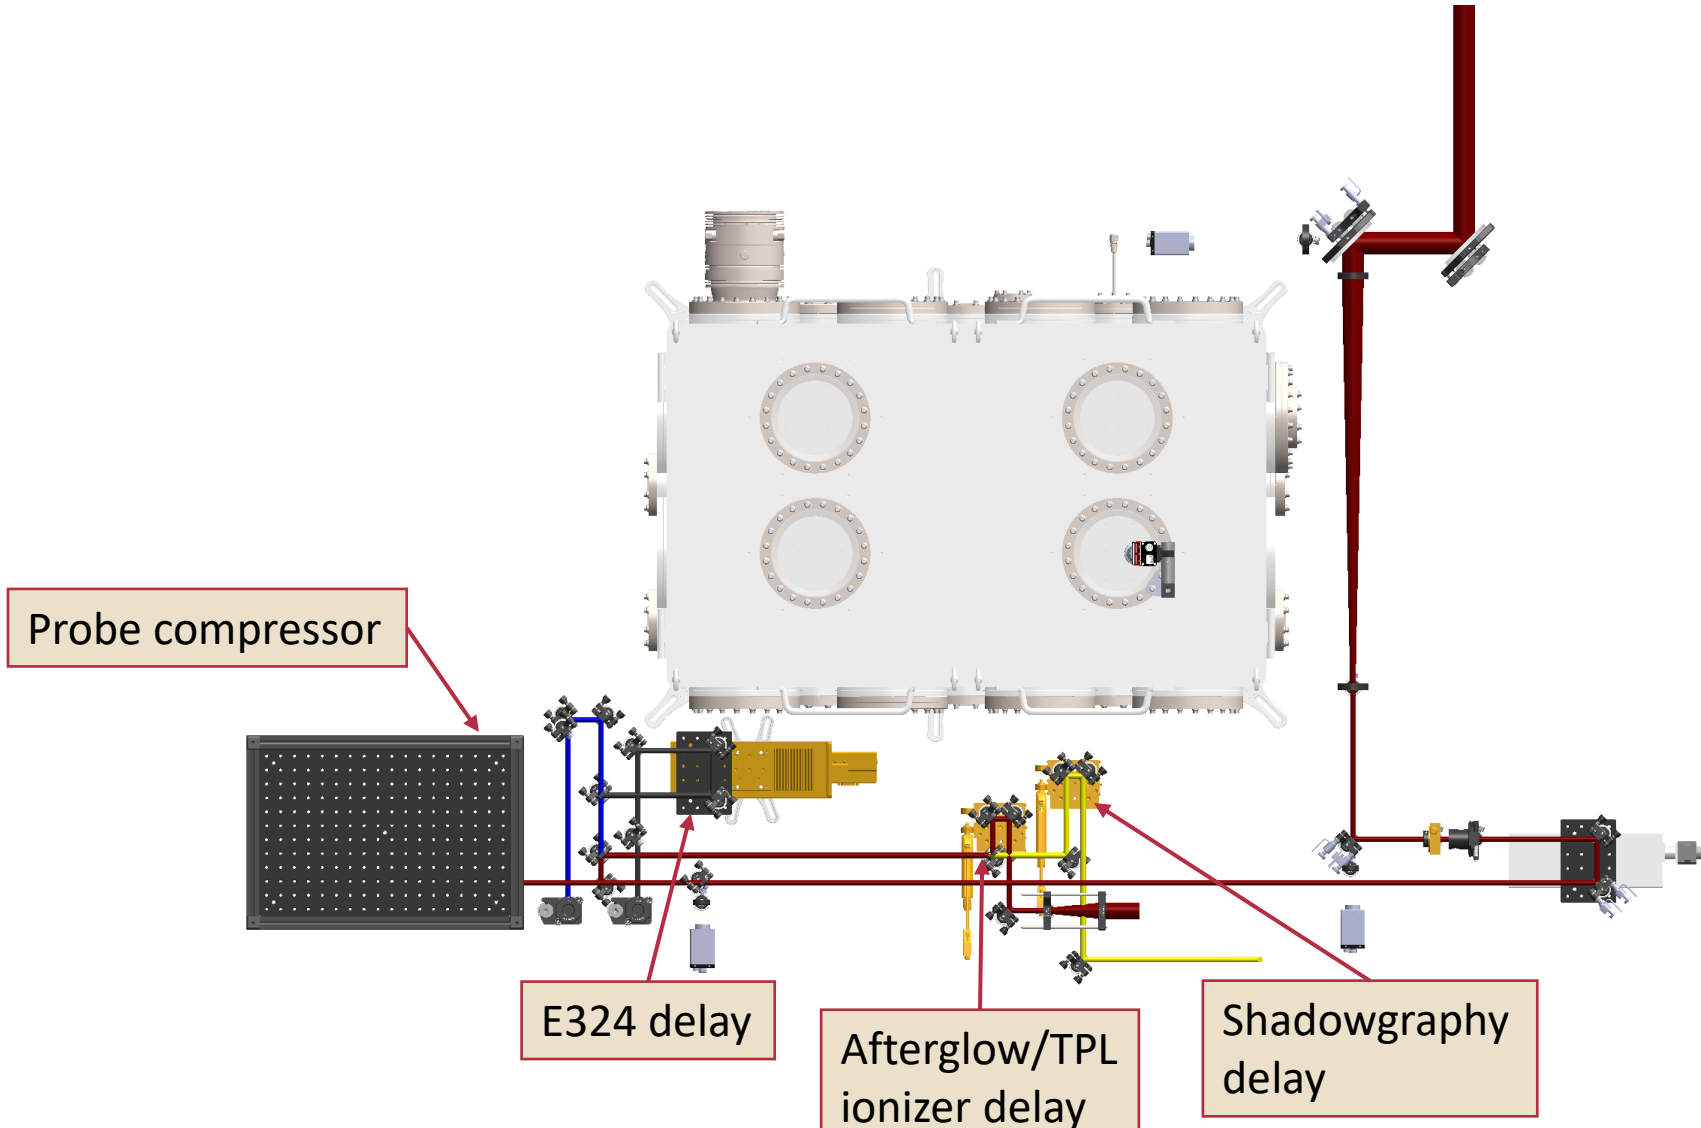 Probe compressor
E324 delay
Afterglow/TPL
ionizer delay
Shadowgraphy
delay